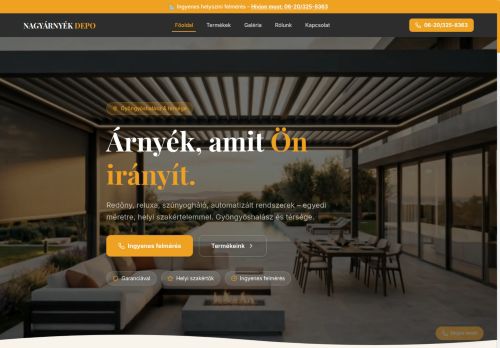 Ingyenes helyszíni felmérés – Hívjon most: 06-20/325-8363
NAGYÁRNYÉK DEPO
Főoldal
Termékek
Galéria
Rólunk
Kapcsolat
06-20/325-8363
Gyöngyöshalász & térsége
Árnyék, amit Ön
irányít.
Redőny, reluxa, szúnyogháló, automatizált rendszerek – egyedi
méretre, helyi szakértelemmel. Gyöngyöshalász és térsége.
Ingyenes felmérés
Termékeink
Garanciával
Helyi szakértők
Ingyenes felmérés
Hívjon most!